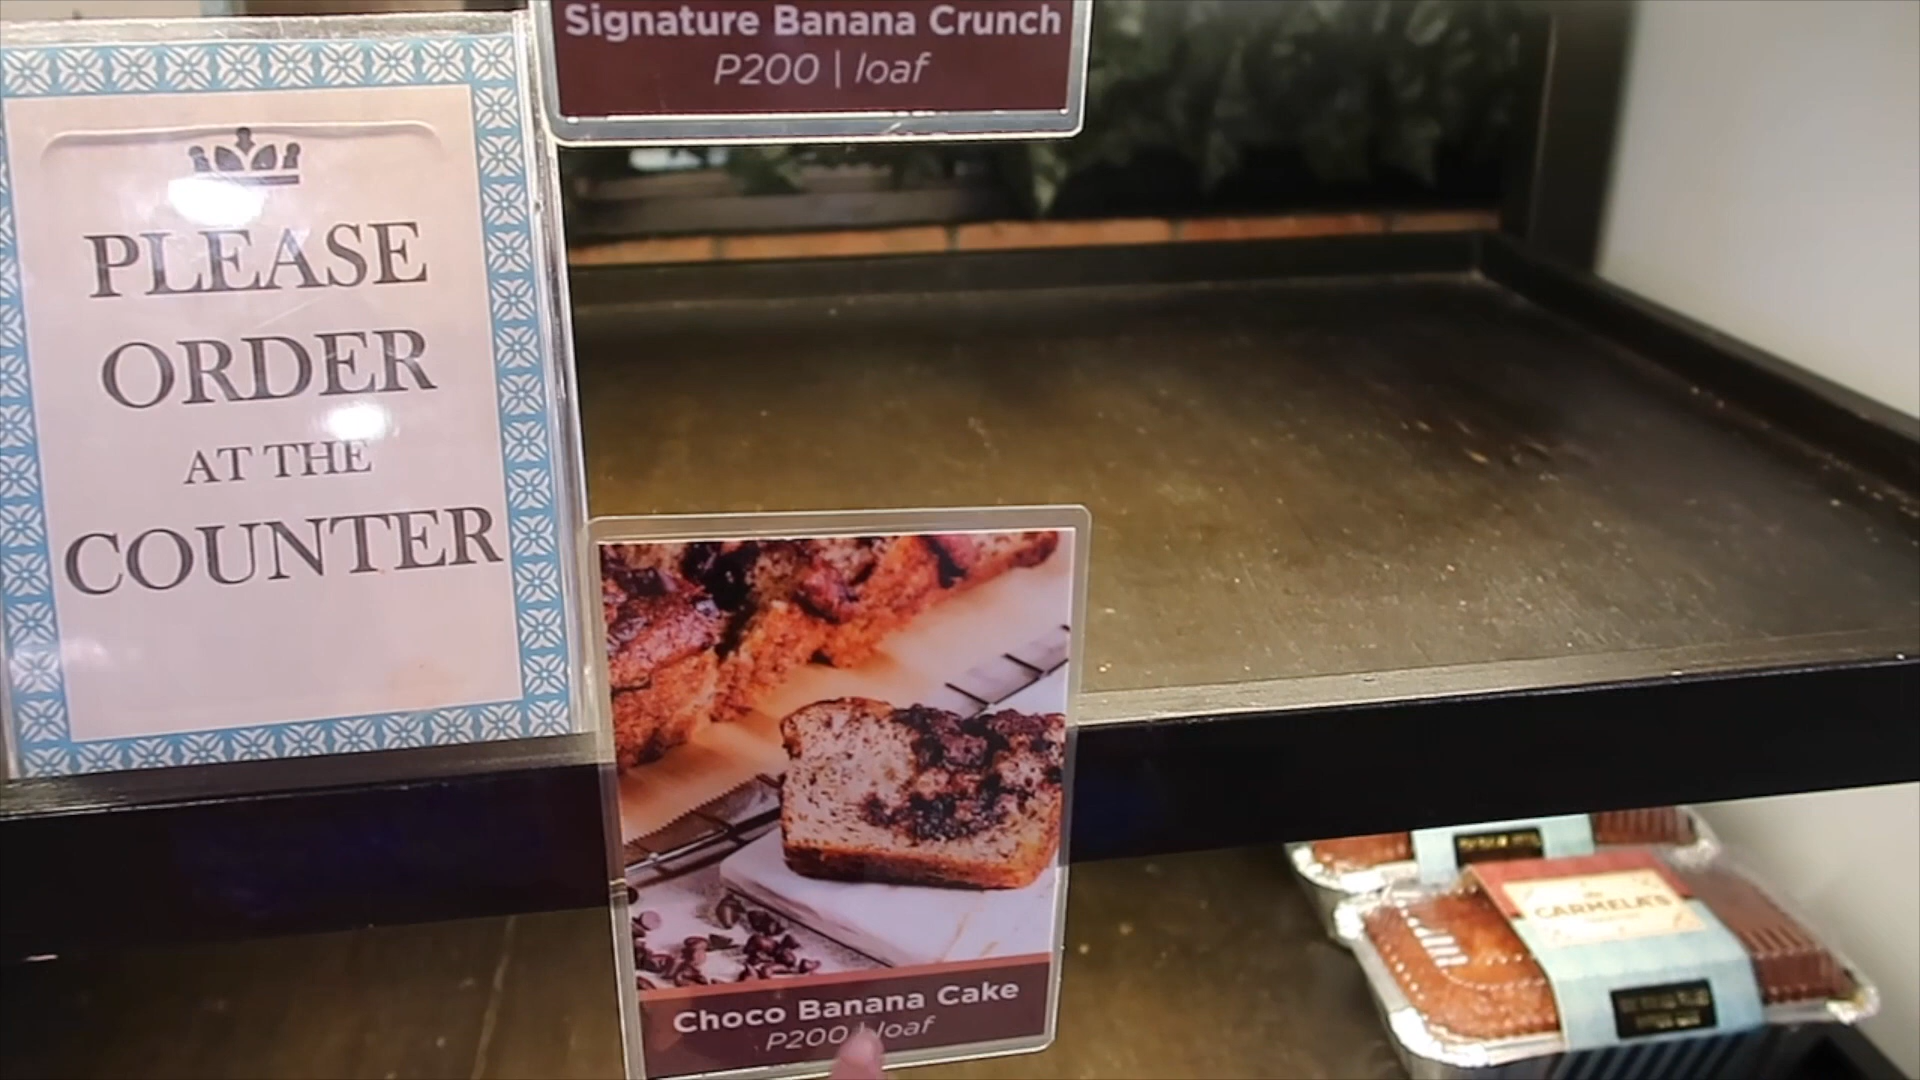 Signature Banana Crunch
P200 | loaf
PLEASE
ORDER
AT THE
COUNTER
Choco Banana Cake
P200 | loaf
CARMELA'S